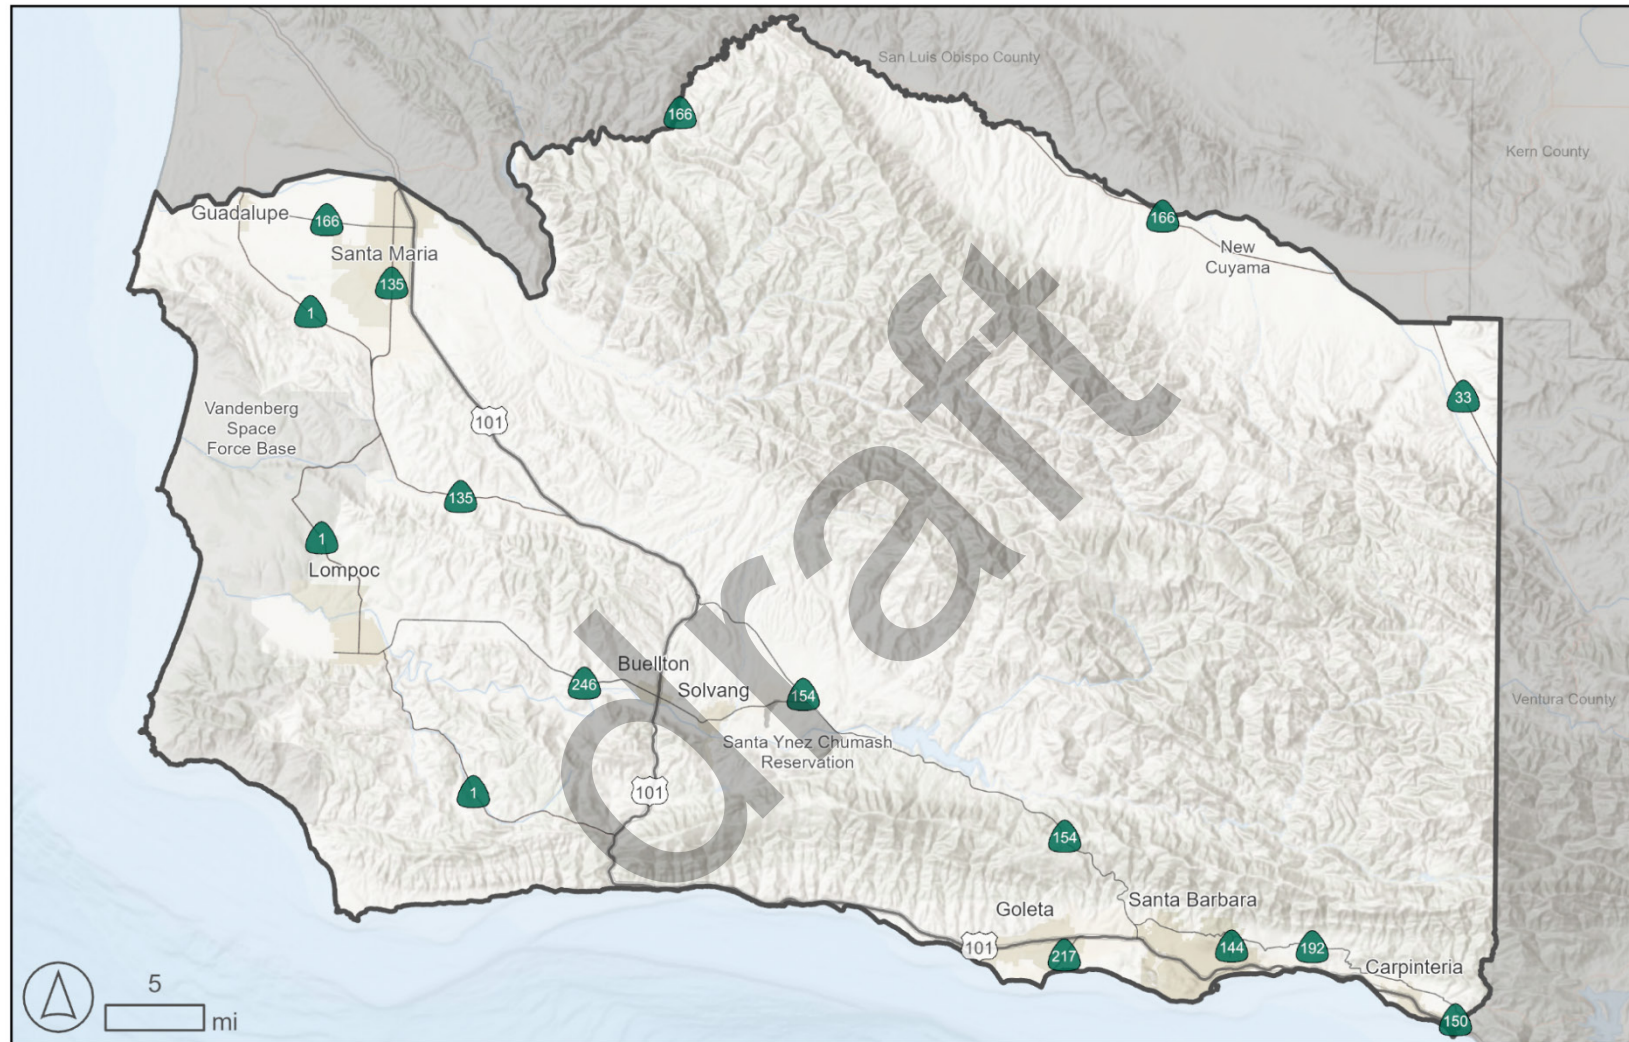 San Luis Obispo County
166
Kern County
Guadalupe
166
166
Santa Maria
New
Cuyama
135
1
33
Vandenberg
Space
Force Base
101
135
1
Lompoc
draft
Buellton
246
Solvang
154
Ventura County
Santa Ynez Chumash
Reservation
1
101
154
Santa Barbara
Goleta
101
217
144
192
Carpinteria
5
mi
150